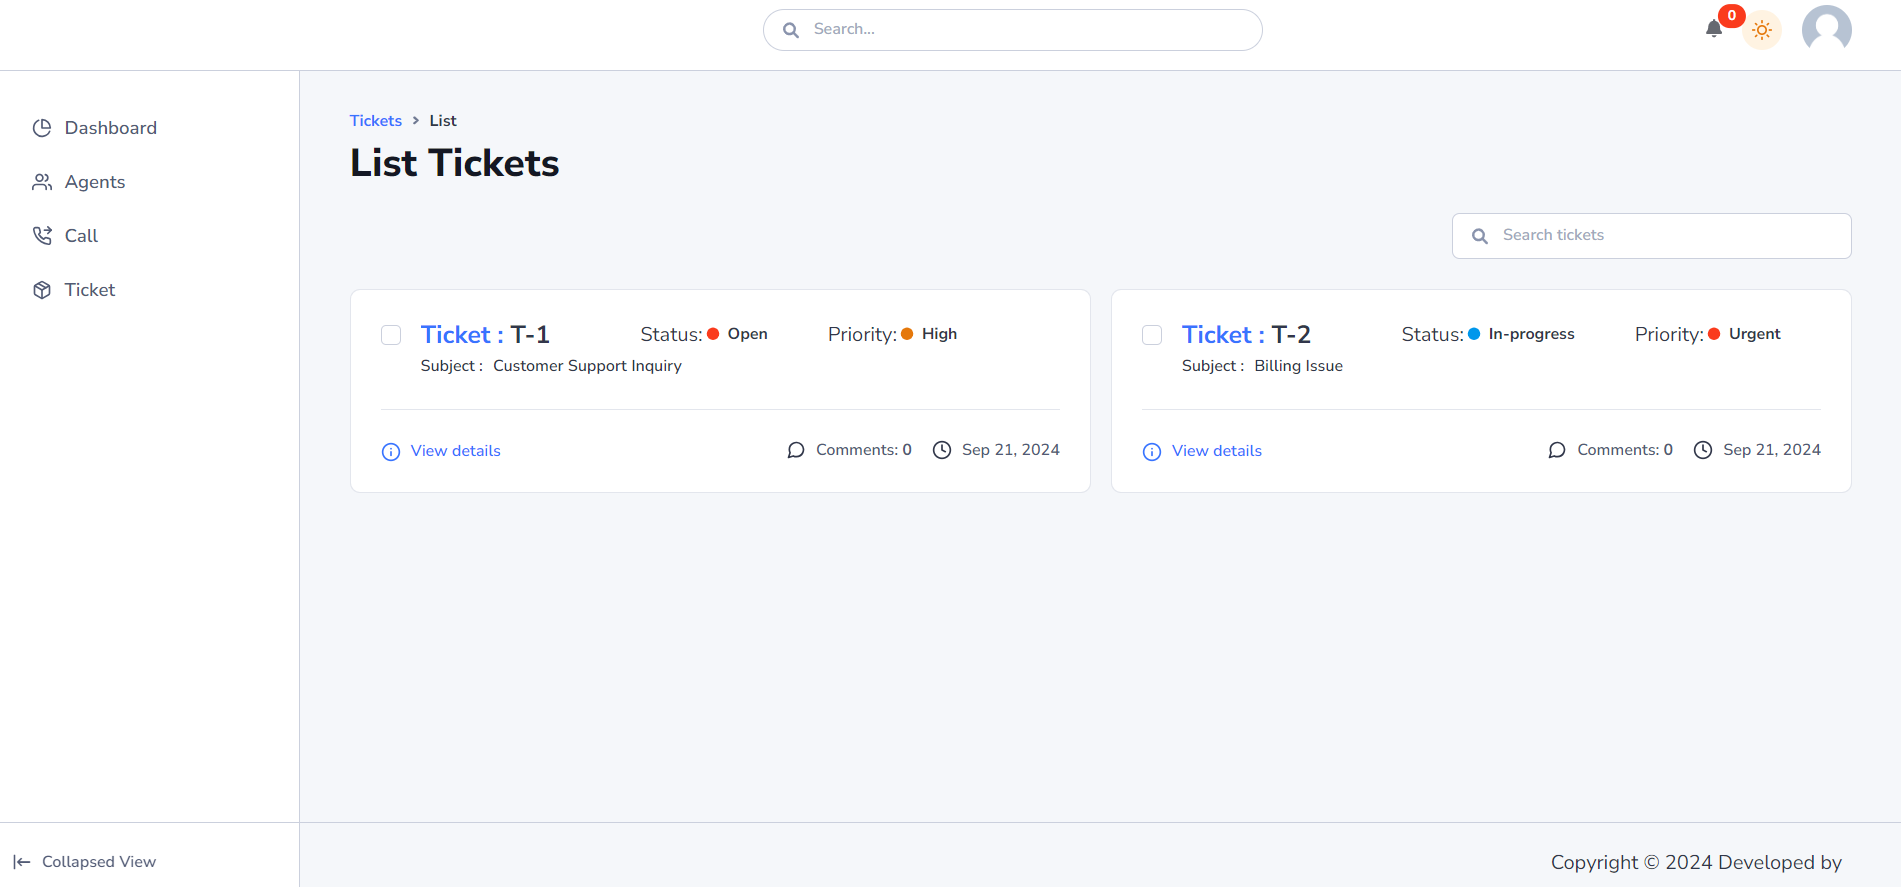 Search...
0
Dashboard
Agents
Call
Ticket
Tickets > List
List Tickets
Search tickets
Ticket : T-1 Status: Open Priority: High
Subject : Customer Support Inquiry
View details Comments: 0 Sep 21, 2024
Ticket : T-2 Status: In-progress Priority: Urgent
Subject : Billing Issue
View details Comments: 0 Sep 21, 2024
Collapsed View
Copyright © 2024 Developed by